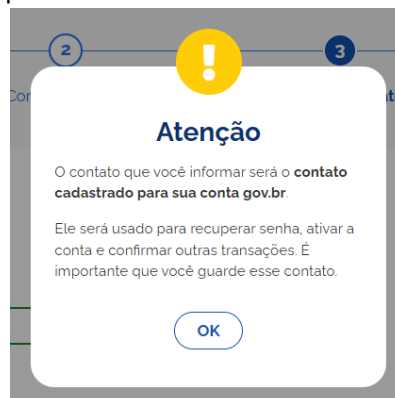 2
3
Atenção
O contato que você informar será o contato
cadastrado para sua conta gov.br.
Ele será usado para recuperar senha, ativar a
conta e confirmar outras transações. É
importante que você guarde esse contato.
OK